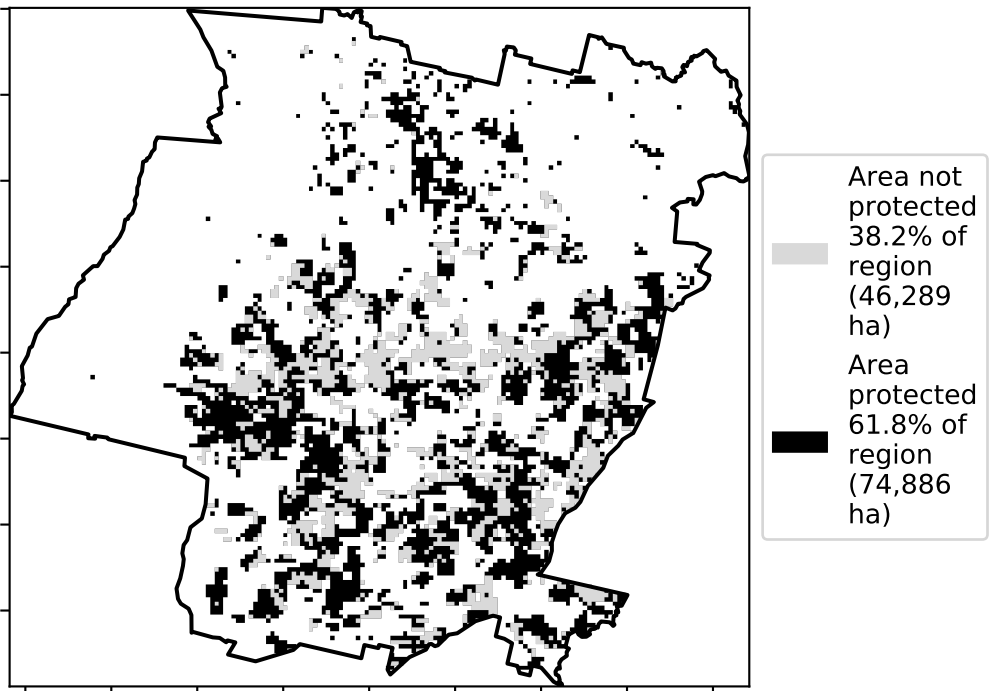 Area not
protected
38.2% of
region
(46,289
ha)
Area
protected
61.8% of
region
(74,886
ha)